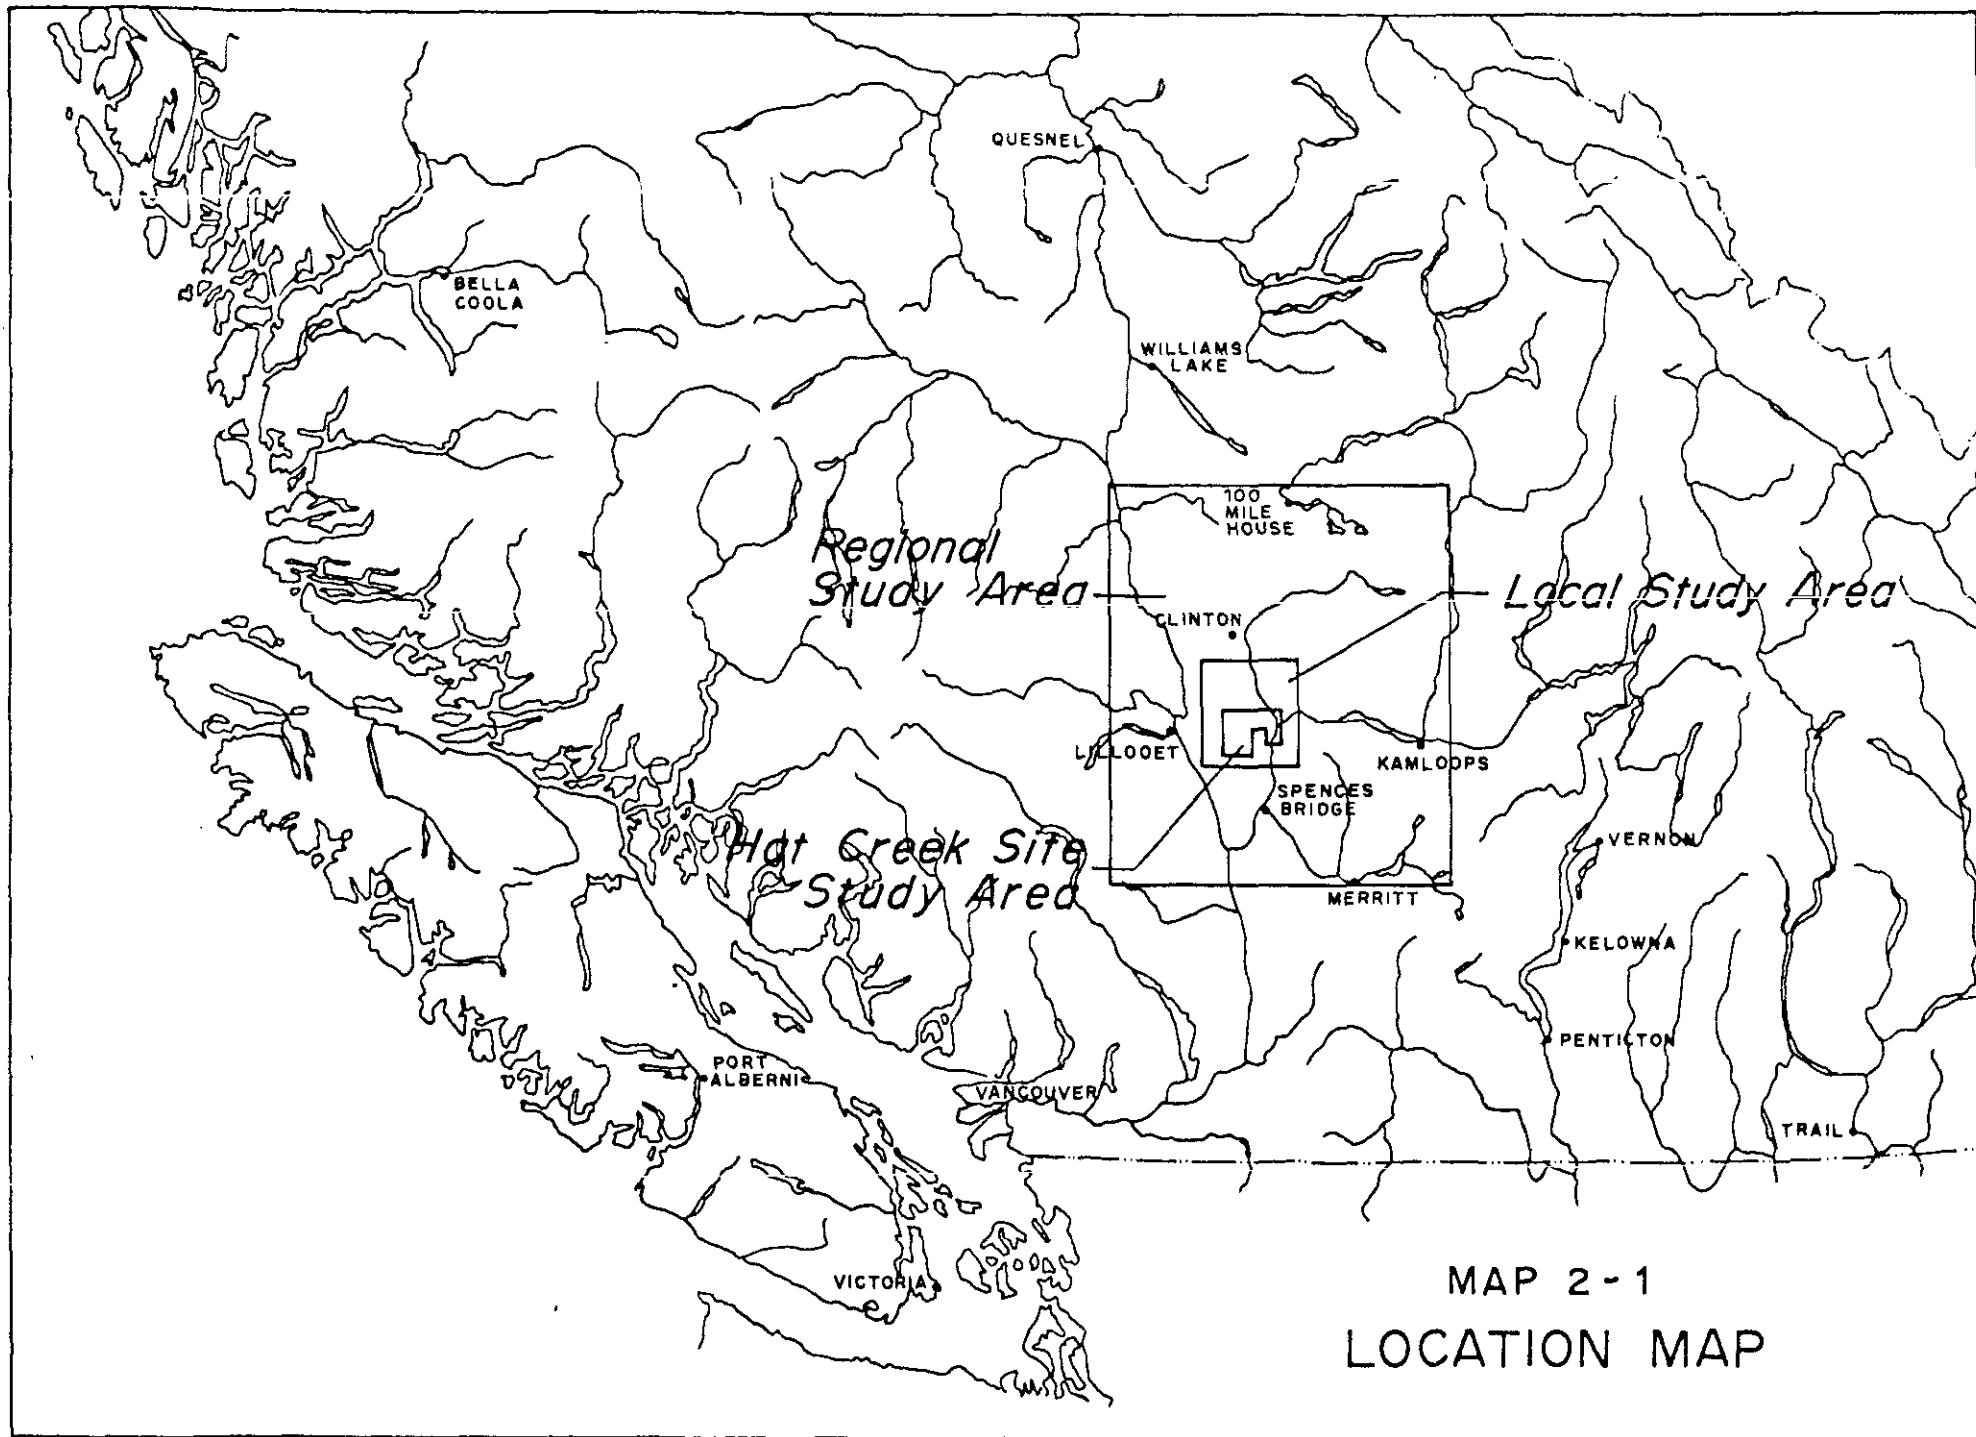 QUESNEL
BELLA
COOLA
WILLIAMS
LAKE
100
MILE
HOUSE
Regional
Study Area
Local Study Area
CLINTON
LILLOOET
KAMLOOPS
SPENCES
BRIDGE
Hat Creek Site
Study Area
VERNON
MERRITT
KELOWNA
PENTICTON
PORT
ALBERNI
VANCOUVER
TRAIL
VICTORIA
MAP 2-1
LOCATION MAP